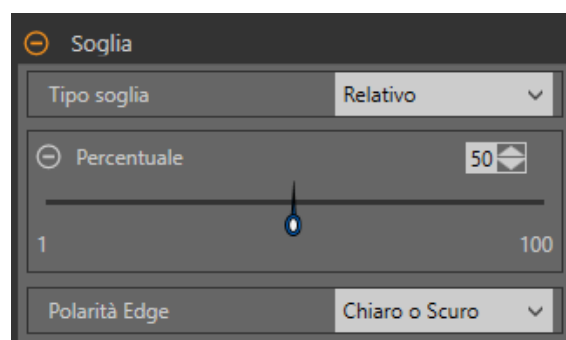 Soglia
Tipo soglia Relativo
Percentuale 50
1 100
Polarità Edge Chiaro o Scuro